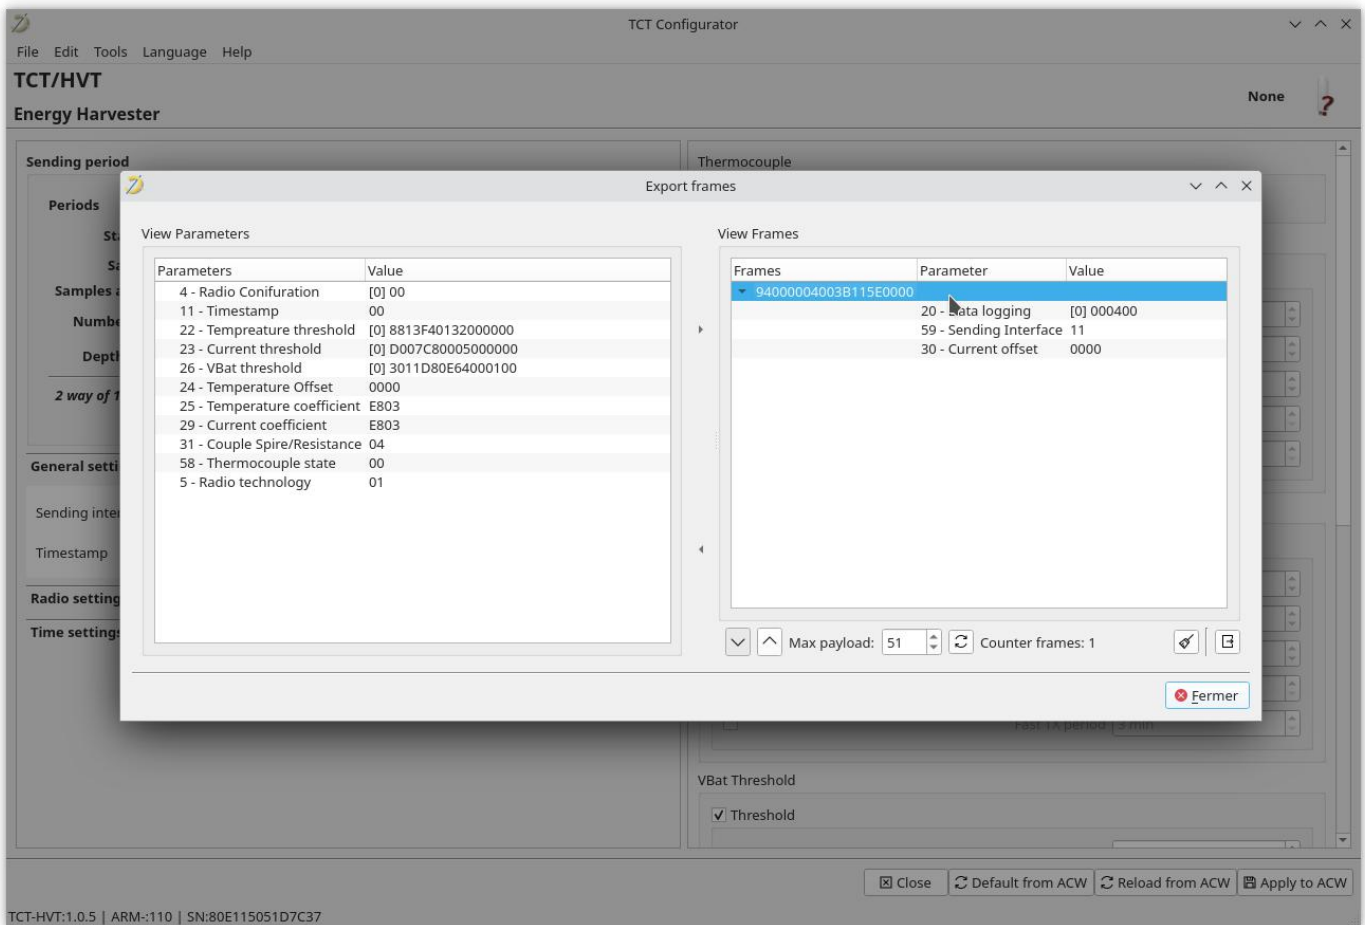 TCT Configurator
File Edit Tools Language Help
TCT/HVT
None
Energy Harvester
Sending period
Thermocouple
Export frames
Periods
View Parameters
View Frames
Parameters Value
Frames Parameter Value
4 - Radio Conifuration [0] 00
94000004003B115E0000
11 - Timestamp 00
20 - Data logging [0] 000400
22 - Tempreature threshold [0] 8813F40132000000
59 - Sending Interface 11
23 - Current threshold [0] D007C80005000000
30 - Current offset 0000
26 - VBat threshold [0] 3011D80E64000100
24 - Temperature Offset 0000
25 - Temperature coefficient E803
29 - Current coefficient E803
31 - Couple Spire/Resistance 04
58 - Thermocouple state 00
5 - Radio technology 01
Samples
Depth
2 way of 1
General setti
Sending inte
Timestamp
Radio setting
Time settings
Max payload: 51 Counter frames: 1
Fermer
Fast TX period 3 min
VBat Threshold
Threshold
Close Default from ACW Reload from ACW Apply to ACW
TCT-HVT:1.0.5 | ARM-:110 | SN:80E115051D7C37